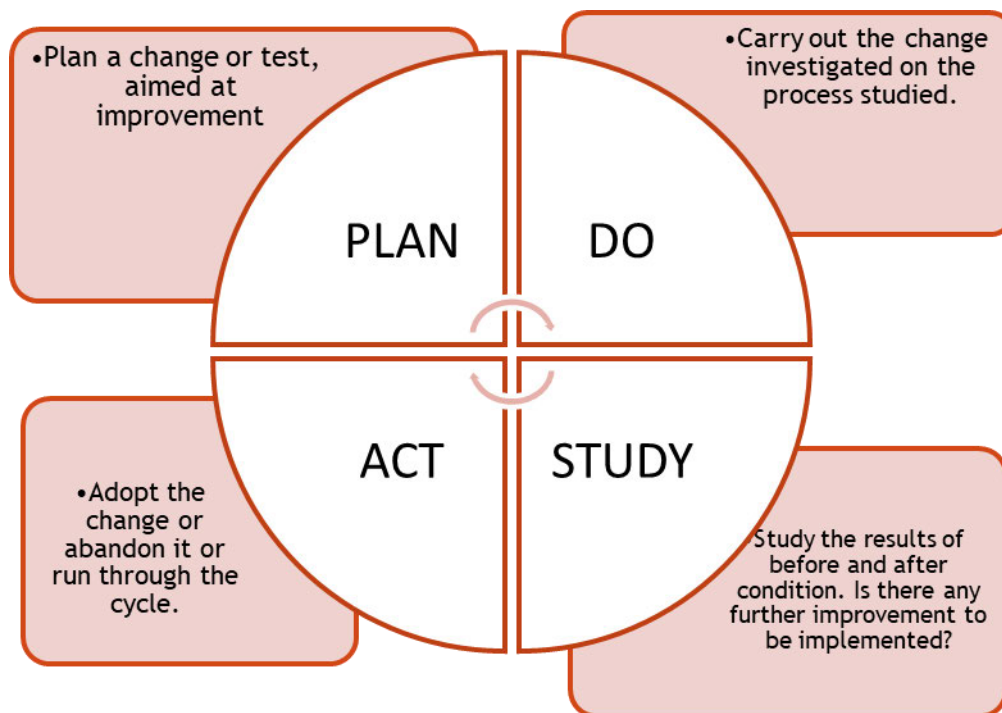 •Plan a change or test,
aimed at
improvement
•Carry out the change
investigated on the
process studied.
PLAN
DO
ACT
STUDY
•Adopt the
change or
abandon it or
run through the
cycle.
•Study the results of
before and after
condition. Is there any
further improvement to
be implemented?